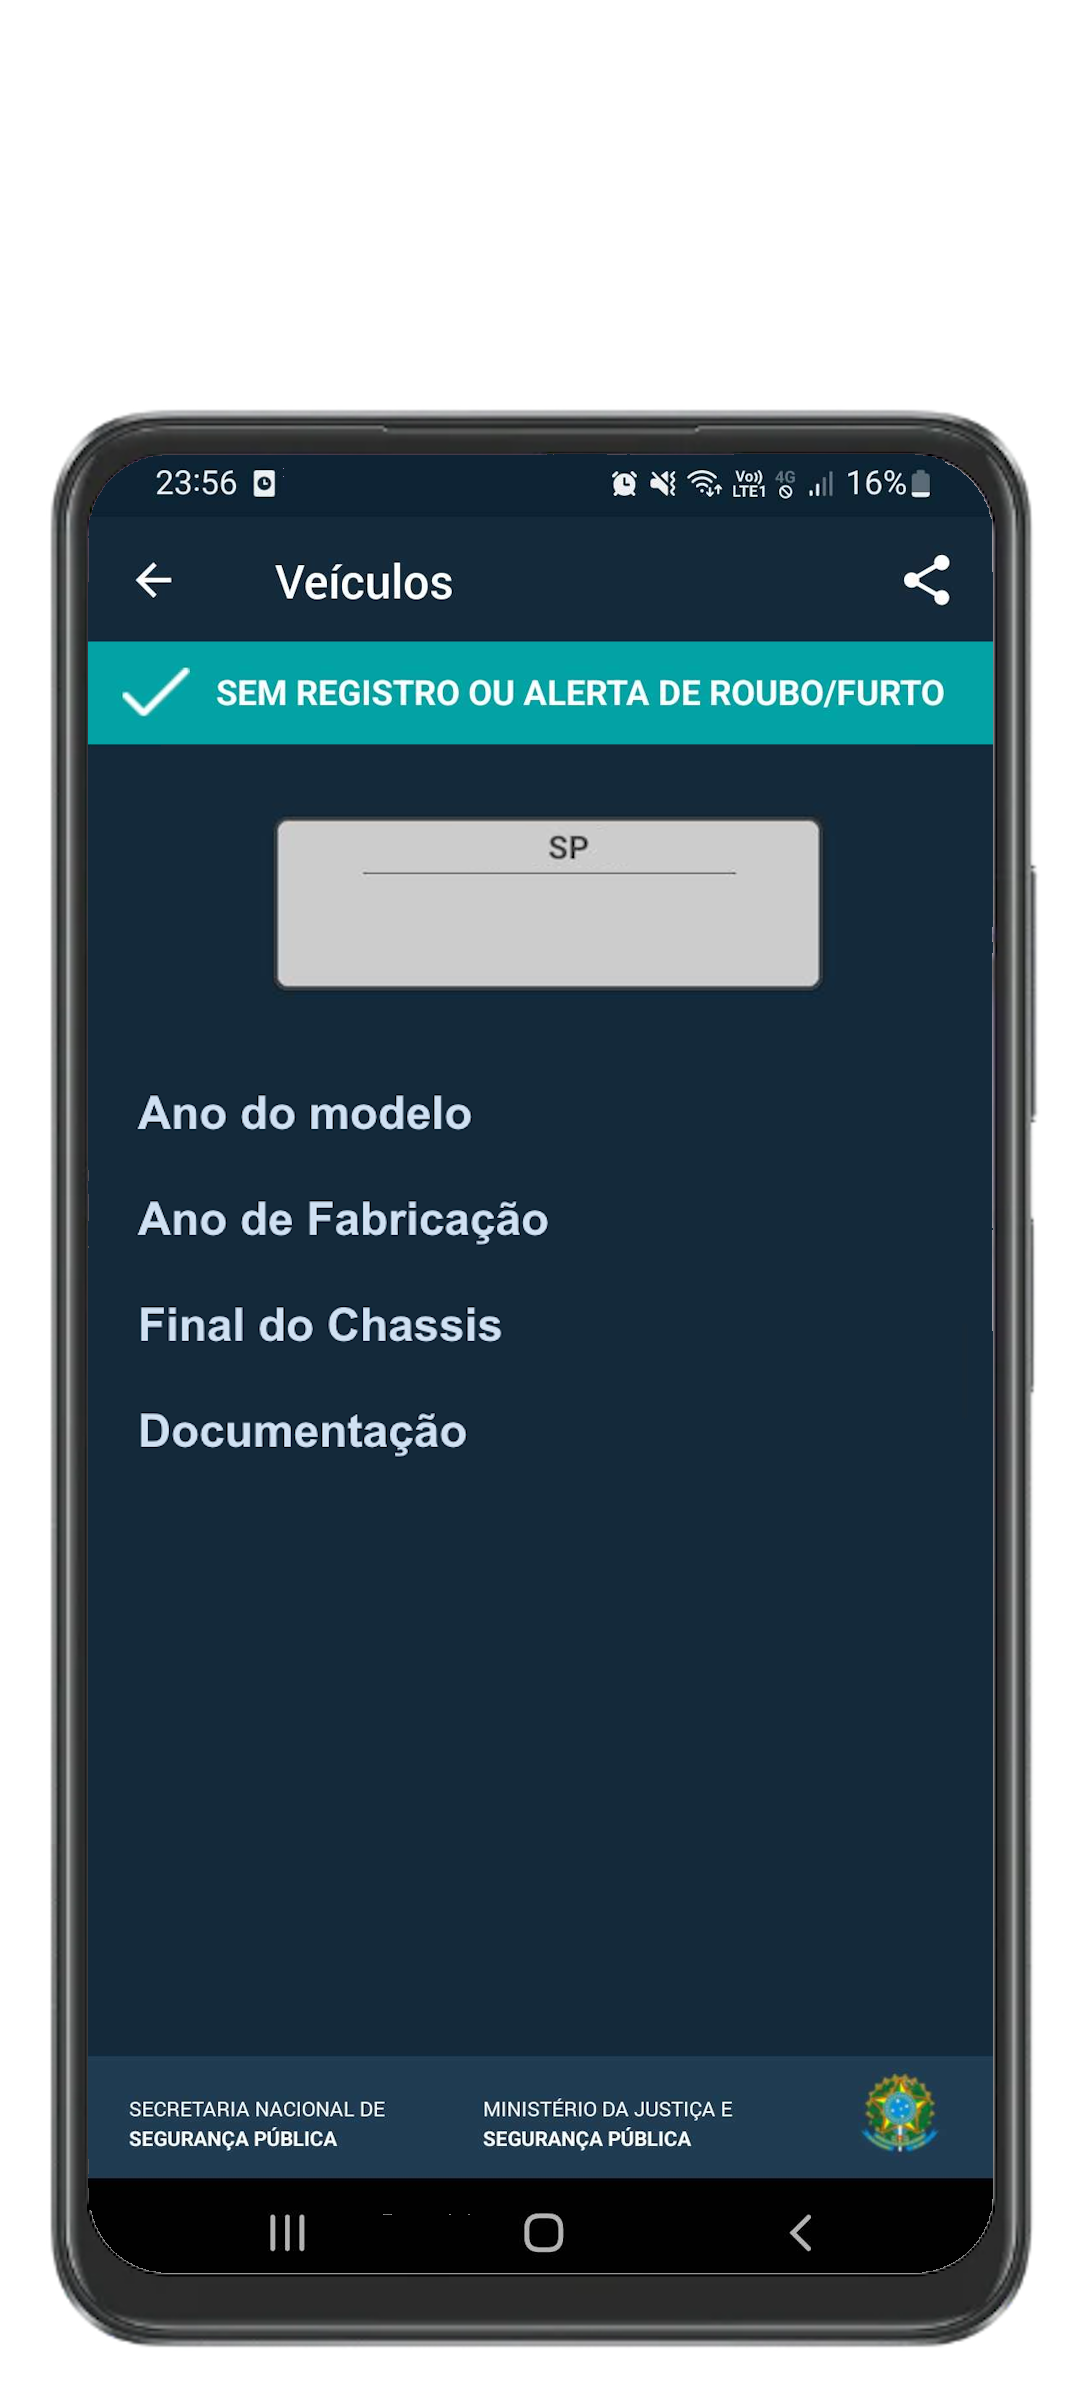 23:56
Vo)) LTE1 4G 16%
Veículos
SEM REGISTRO OU ALERTA DE ROUBO/FURTO
SP
Ano do modelo
Ano de Fabricação
Final do Chassis
Documentação
SECRETARIA NACIONAL DE
SEGURANÇA PÚBLICA
MINISTÉRIO DA JUSTIÇA E
SEGURANÇA PÚBLICA